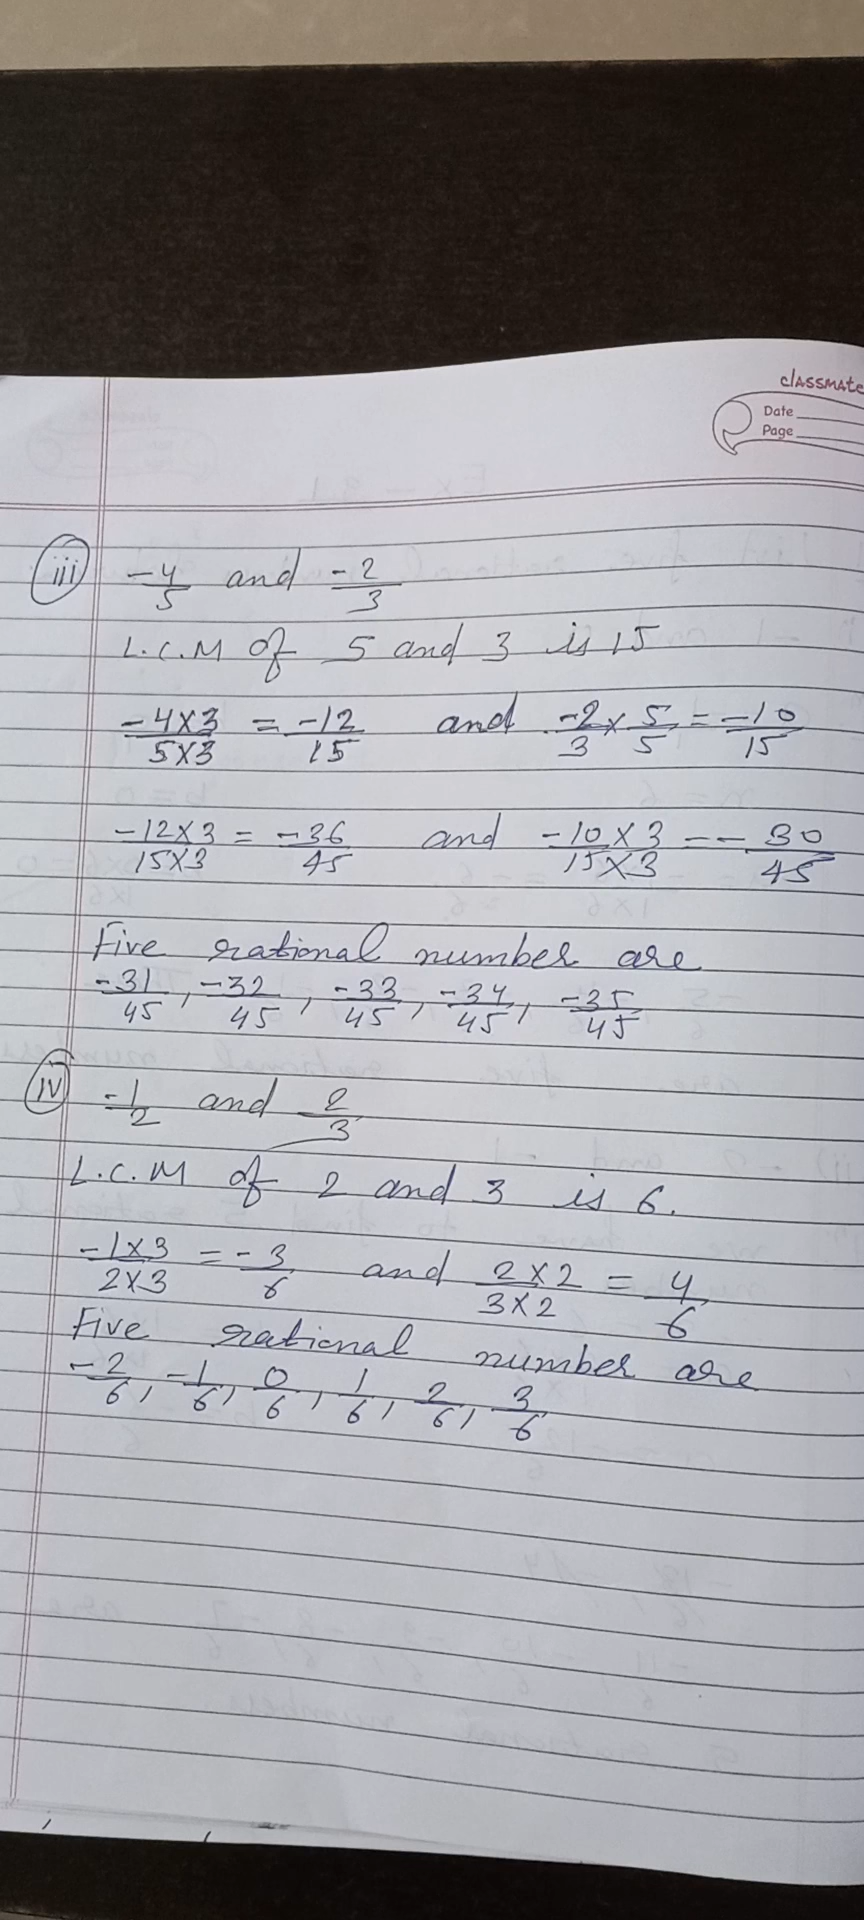 classmate
Date
Page
iii) -4/5 and -2/3
L.C.M of 5 and 3 is 15
-4×3/5×3 = -12/15 and -2/3 × 5/5 = -10/15
-12×3/15×3 = -36/45 and -10×3/15×3 = -30/45
Five rational number are
-31/45, -32/45, -33/45, -34/45, -35/45
iv) -1/2 and 2/3
L.C.M of 2 and 3 is 6.
-1×3/2×3 = -3/6 and 2×2/3×2 = 4/6
Five rational number are
-2/6, -1/6, 0/6, 1/6, 2/6, 3/6